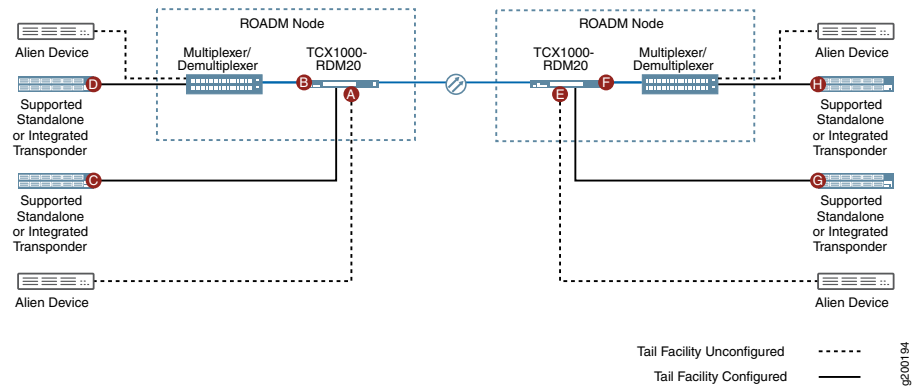 ROADM Node
Alien Device
Multiplexer/
Demultiplexer
TCX1000-
RDM20
B
A
D
Supported
Standalone
or Integrated
Transponder
C
Supported
Standalone
or Integrated
Transponder
Alien Device
ROADM Node
TCX1000-
RDM20
Multiplexer/
Demultiplexer
Alien Device
E
F
H
Supported
Standalone
or Integrated
Transponder
G
Supported
Standalone
or Integrated
Transponder
Alien Device
Tail Facility Unconfigured
Tail Facility Configured
g200194